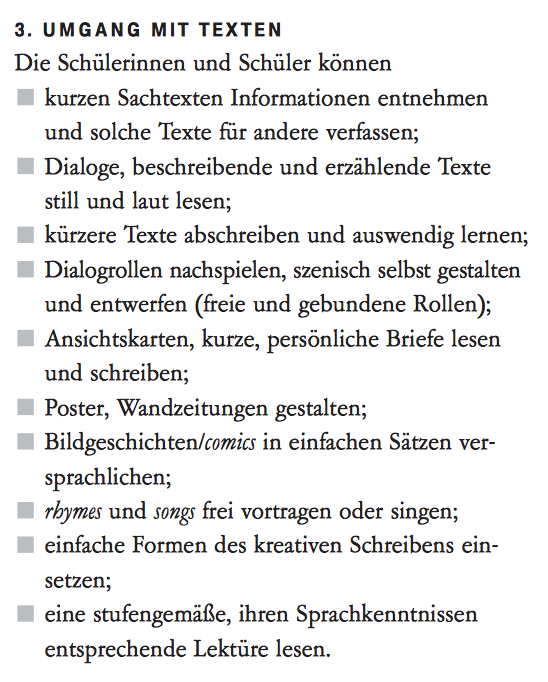 3. UMGANG MIT TEXTEN
Die Schülerinnen und Schüler können
■ kurzen Sachtexten Informationen entnehmen
und solche Texte für andere verfassen;
■ Dialoge, beschreibende und erzählende Texte
still und laut lesen;
■ kürzere Texte abschreiben und auswendig lernen;
■ Dialogrollen nachspielen, szenisch selbst gestalten
und entwerfen (freie und gebundene Rollen);
■ Ansichtskarten, kurze, persönliche Briefe lesen
und schreiben;
■ Poster, Wandzeitungen gestalten;
■ Bildgeschichten/comics in einfachen Sätzen ver-
sprachlichen;
■ rhymes und songs frei vortragen oder singen;
■ einfache Formen des kreativen Schreibens ein-
setzen;
■ eine stufengemäße, ihren Sprachkenntnissen
entsprechende Lektüre lesen.